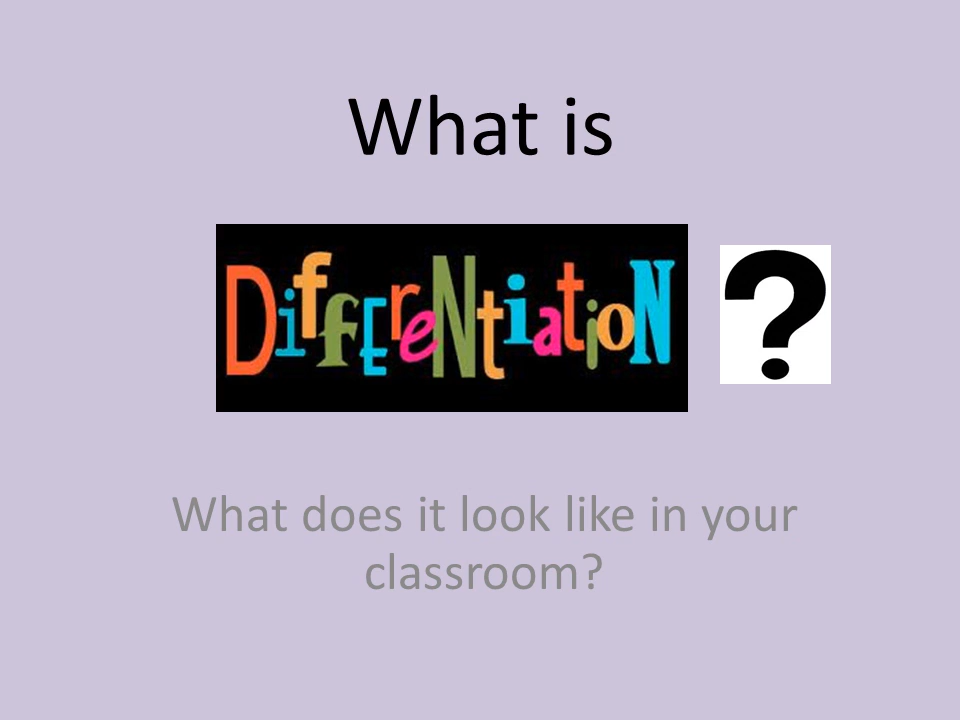 What is
DiffEreNtiatioN ?
What does it look like in your
classroom?